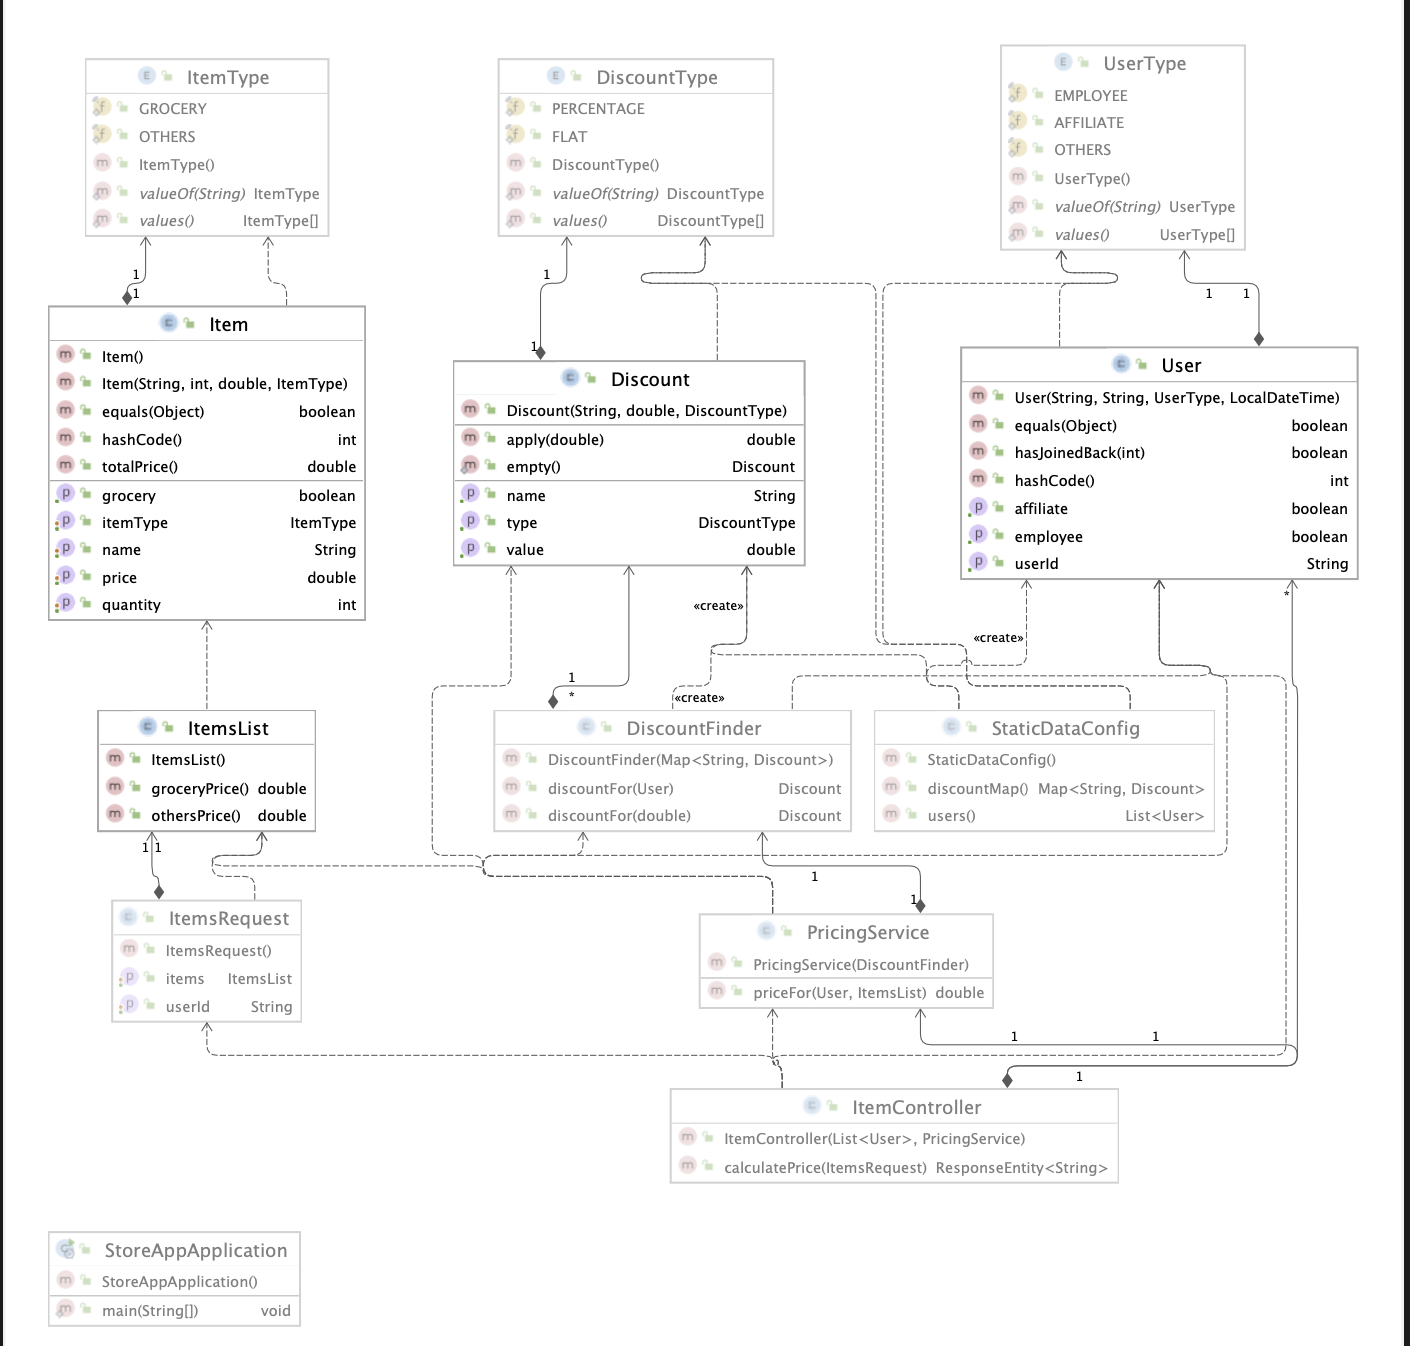 ItemType
GROCERY
OTHERS
ItemType()
valueOf(String) ItemType
values() ItemType[]
DiscountType
PERCENTAGE
FLAT
DiscountType()
valueOf(String) DiscountType
values() DiscountType[]
UserType
EMPLOYEE
AFFILIATE
OTHERS
UserType()
valueOf(String) UserType
values() UserType[]
1
1
1
1
1
1
Item
Item()
Item(String, int, double, ItemType)
equals(Object) boolean
hashCode() int
totalPrice() double
grocery boolean
itemType ItemType
name String
price double
quantity int
Discount
Discount(String, double, DiscountType)
apply(double) double
empty() Discount
name String
type DiscountType
value double
User
User(String, String, UserType, LocalDateTime)
equals(Object) boolean
hasJoinedBack(int) boolean
hashCode() int
affiliate boolean
employee boolean
userId String
«create»
*
«create»
1
*
«create»
ItemsList
ItemsList()
groceryPrice() double
othersPrice() double
DiscountFinder
DiscountFinder(Map<String, Discount>)
discountFor(User) Discount
discountFor(double) Discount
StaticDataConfig
StaticDataConfig()
discountMap() Map<String, Discount>
users() List<User>
1 1
1
1
ItemsRequest
ItemsRequest()
items ItemsList
userId String
PricingService
PricingService(DiscountFinder)
priceFor(User, ItemsList) double
1 1
1
ItemController
ItemController(List<User>, PricingService)
calculatePrice(ItemsRequest) ResponseEntity<String>
StoreAppApplication
StoreAppApplication()
main(String[]) void